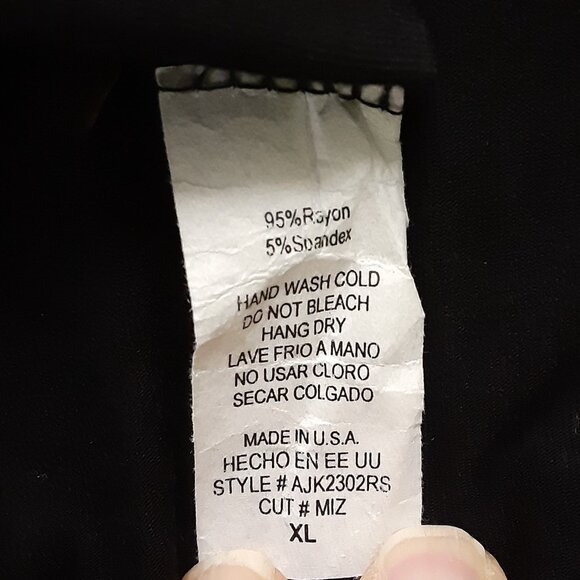 95%Rayon
5%Spandex
HAND WASH COLD
DO NOT BLEACH
HANG DRY
LAVE FRIO A MANO
NO USAR CLORO
SECAR COLGADO
MADE IN U.S.A.
HECHO EN EE UU
STYLE # AJK2302RS
CUT # MIZ
XL